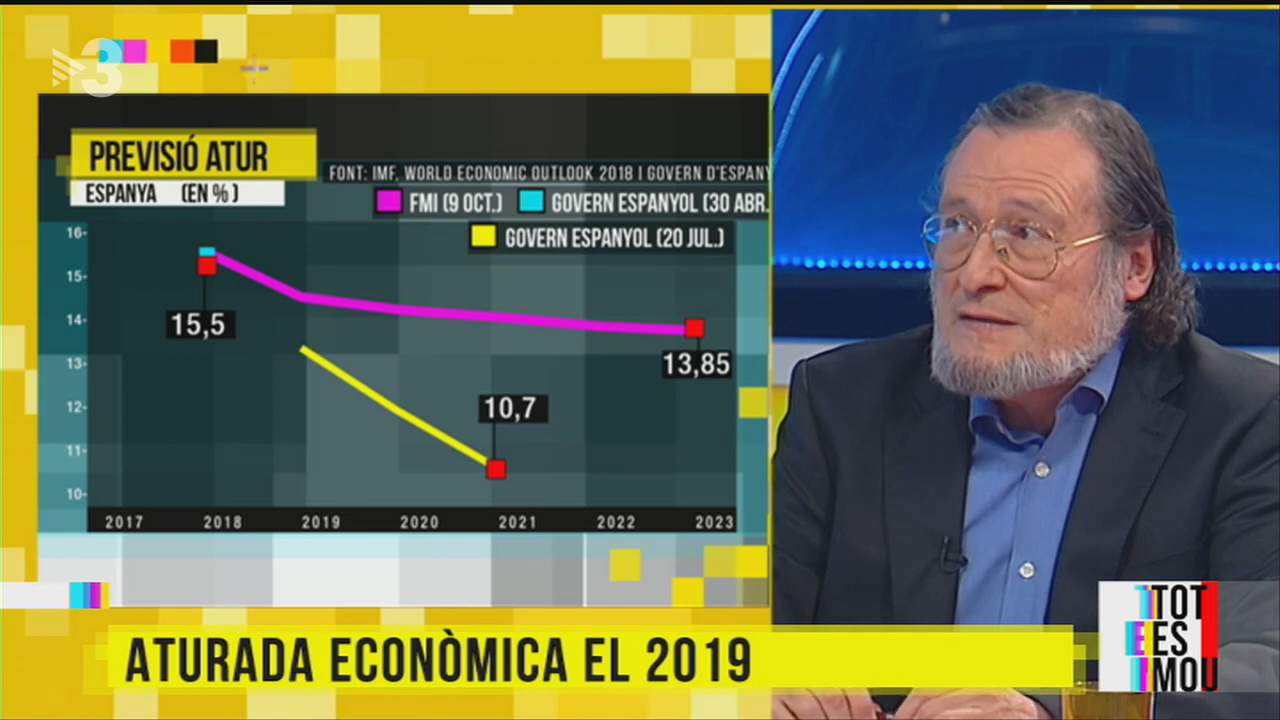 3
PREVISIÓ ATUR
ESPANYA (EN %)
FONT: IMF, WORLD ECONOMIC OUTLOOK 2018 I GOVERN D'ESPANY
FMI (9 OCT.) GOVERN ESPANYOL (30 ABR.
GOVERN ESPANYOL (20 JUL.)
16
15
14
13
12
11
10
15,5
13,85
10,7
2017 2018 2019 2020 2021 2022 2023
ATURADA ECONÒMICA EL 2019
TOT
ES
MOU